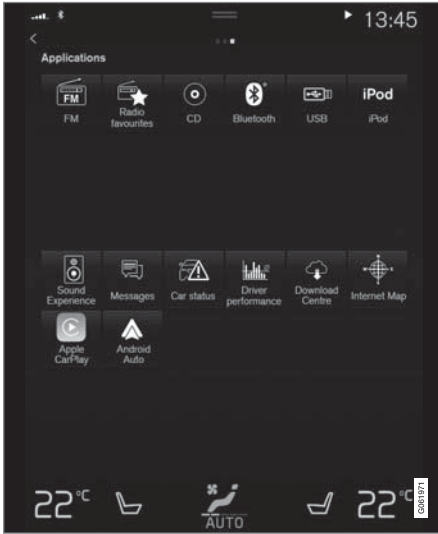 13:45
Applications
FM
iPod
FM
Radio
favourites
CD
Bluetooth
USB
iPod
Sound
Experience
Messages
Car status
Driver
performance
Download
Centre
Internet Map
Apple
CarPlay
Android
Auto
22°C
AUTO
22°C
G061971